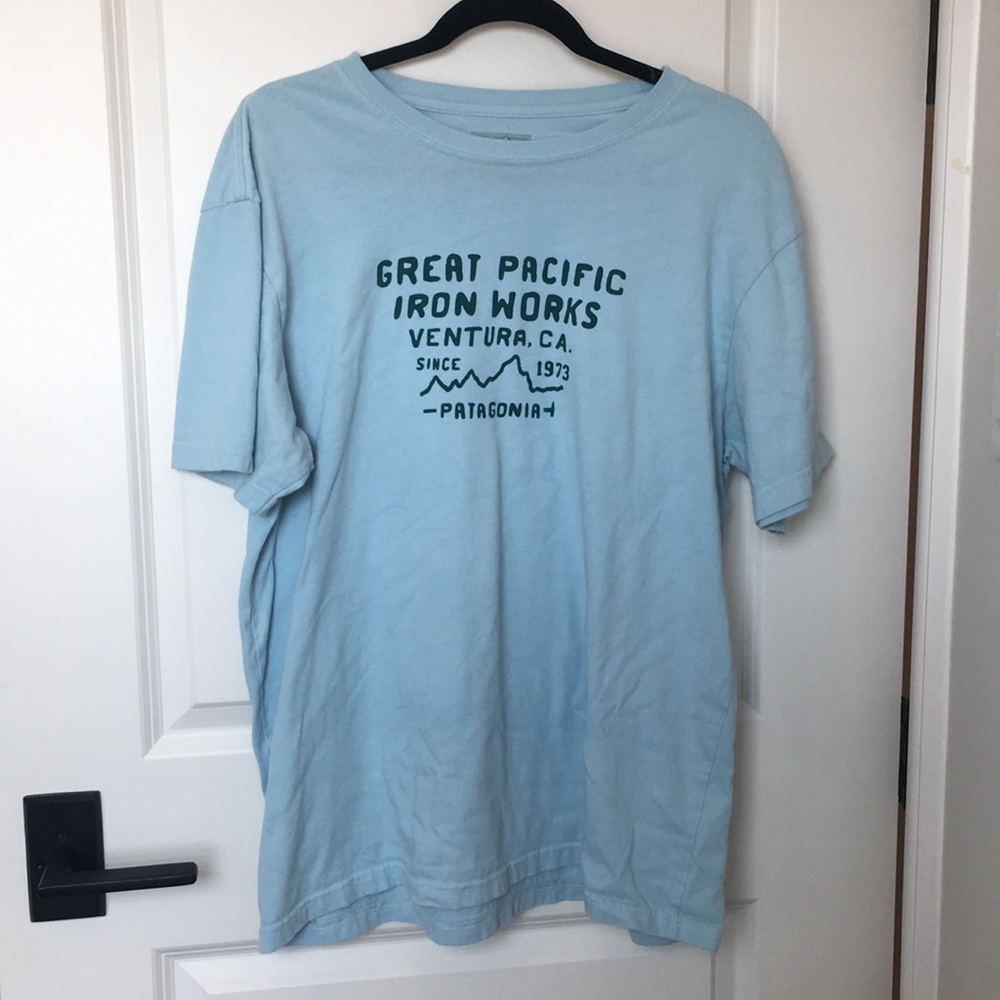 GREAT PACIFIC
IRON WORKS
VENTURA, CA.
SINCE 1973
-PATAGONIA-